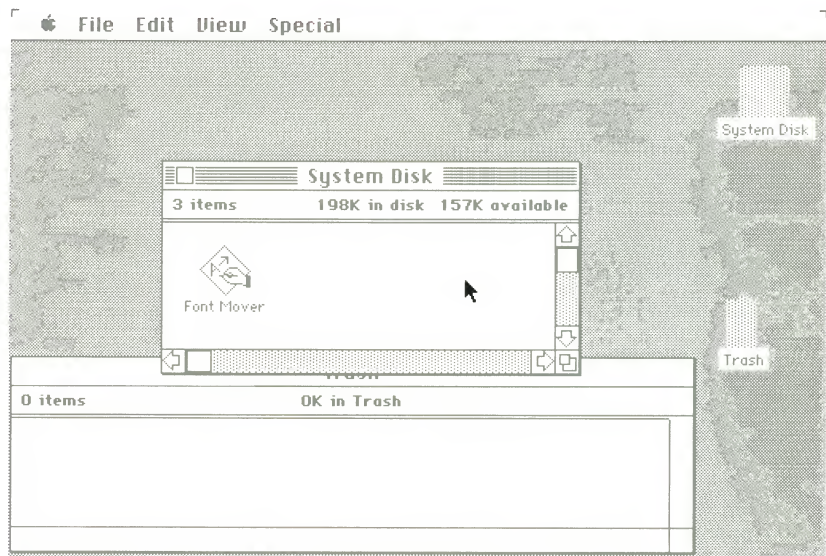 File Edit View Special
System Disk
System Disk
3 items 198K in disk 157K available
Font Mover
Trash
Trash
0 items 0K in Trash